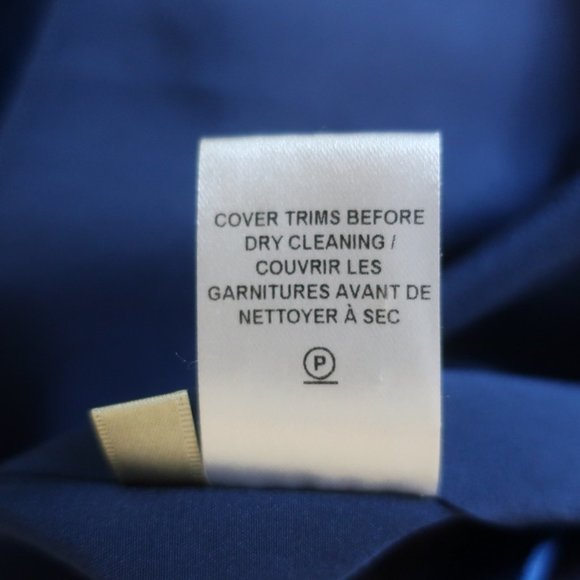 COVER TRIMS BEFORE
DRY CLEANING /
COUVRIR LES
GARNITURES AVANT DE
NETTOYER À SEC
P